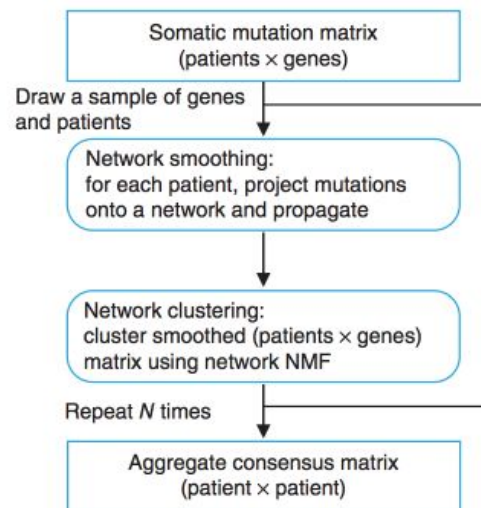 Somatic mutation matrix
(patients × genes)
Draw a sample of genes
and patients
Network smoothing:
for each patient, project mutations
onto a network and propagate
Network clustering:
cluster smoothed (patients × genes)
matrix using network NMF
Repeat N times
Aggregate consensus matrix
(patient × patient)